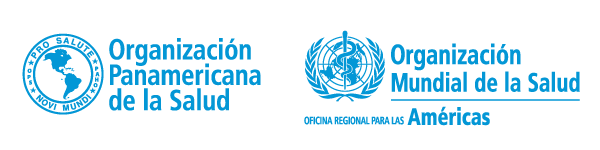 PRO SALUTE
NOVI MUNDI
Organización
Panamericana
de la Salud
Organización
Mundial de la Salud
OFICINA REGIONAL PARA LAS Américas